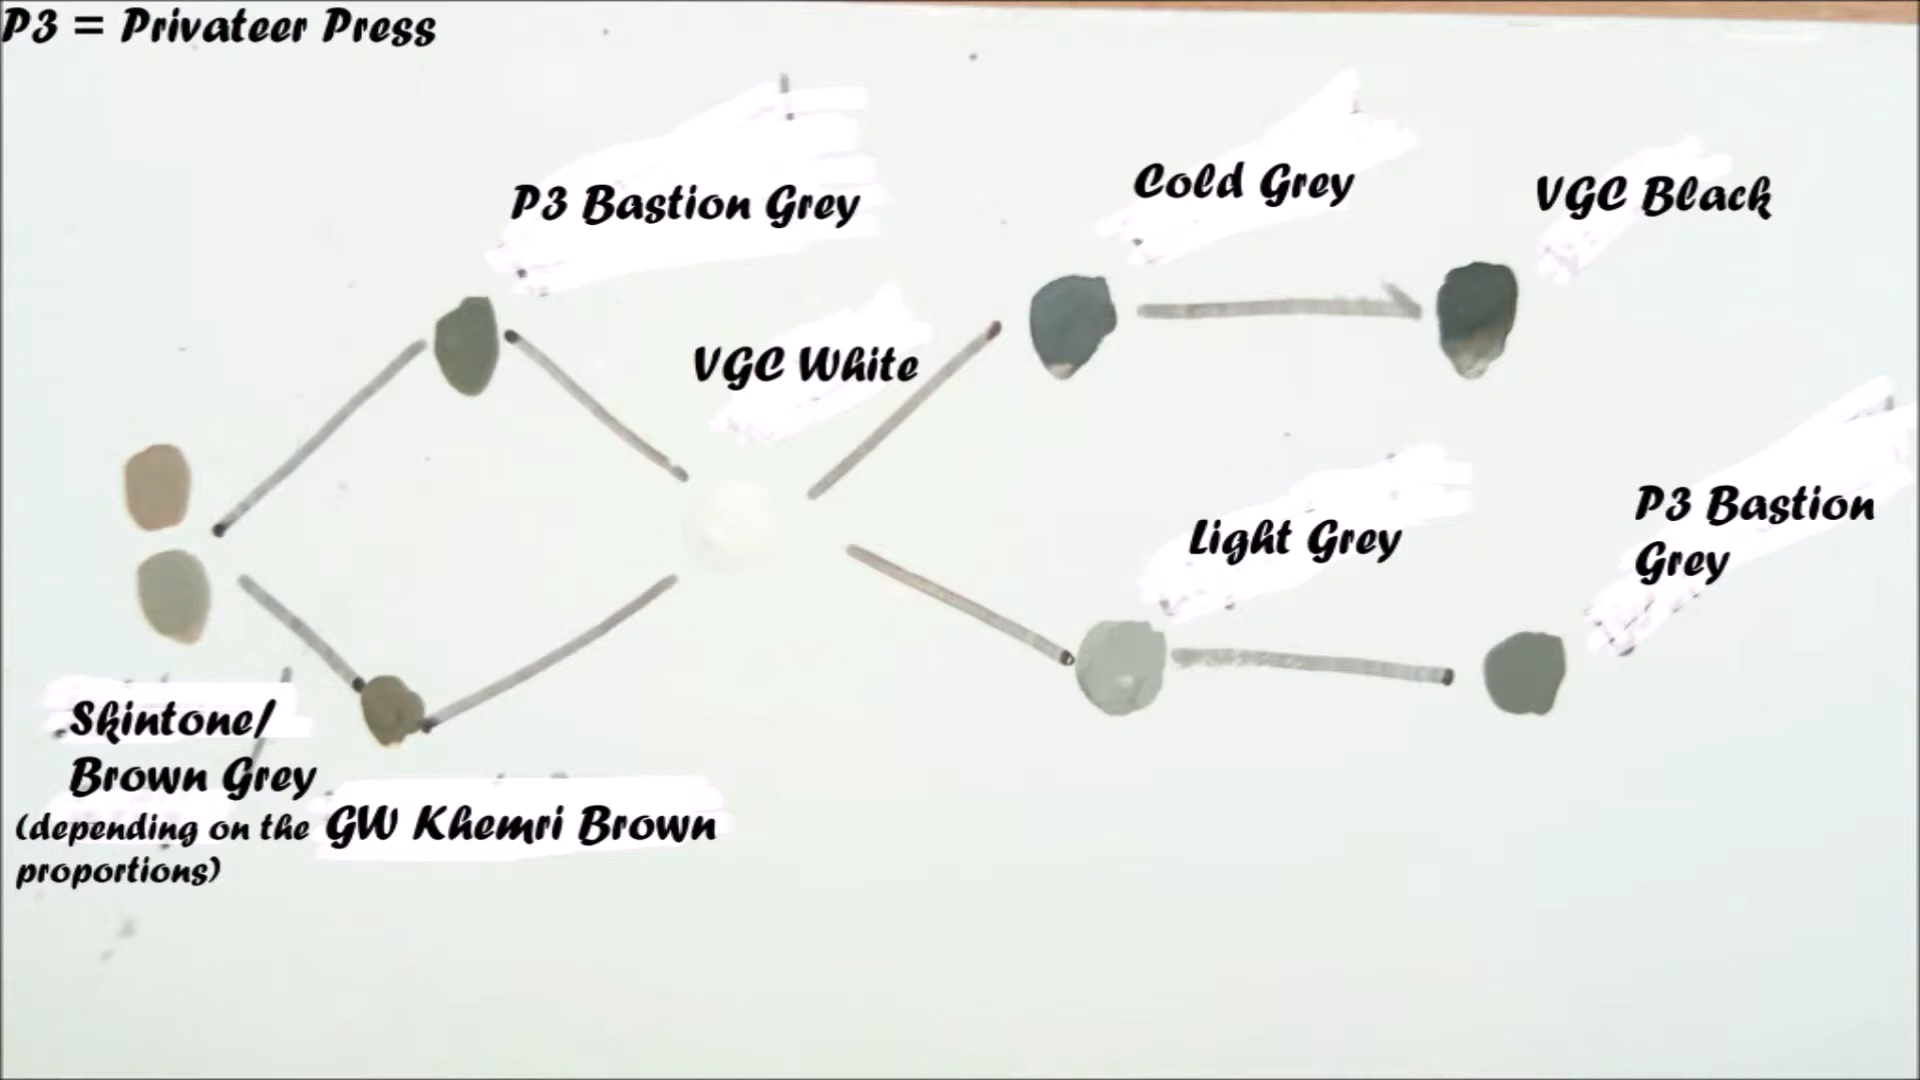 P3 = Privateer Press
P3 Bastion Grey
Cold Grey
VGC Black
VGC White
Light Grey
P3 Bastion
Grey
Skintone/
Brown Grey
(depending on the
proportions)
GW Khemri Brown